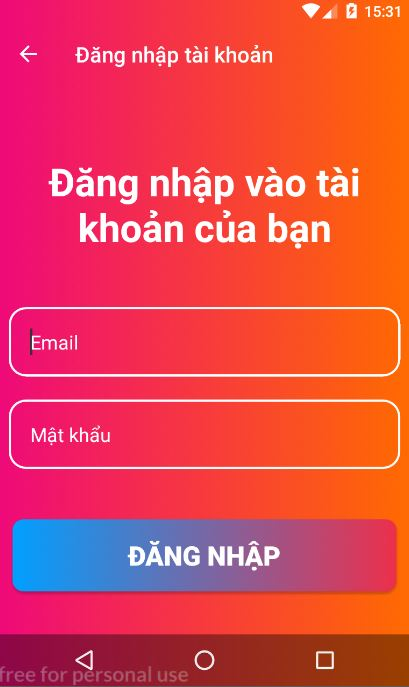 15:31
Đăng nhập tài khoản
Đăng nhập vào tài
khoản của bạn
Email
Mật khẩu
ĐĂNG NHẬP
free for personal use